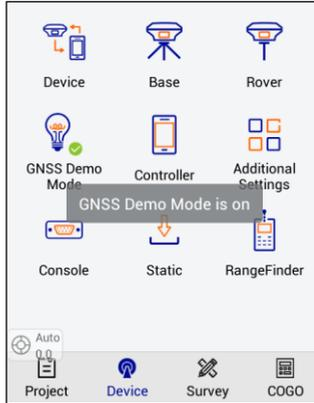 Device
Base
Rover
GNSS Demo
Mode
Controller
Additional
Settings
GNSS Demo Mode is on
Console
Static
RangeFinder
Auto
0.0
Project
Device
Survey
COGO